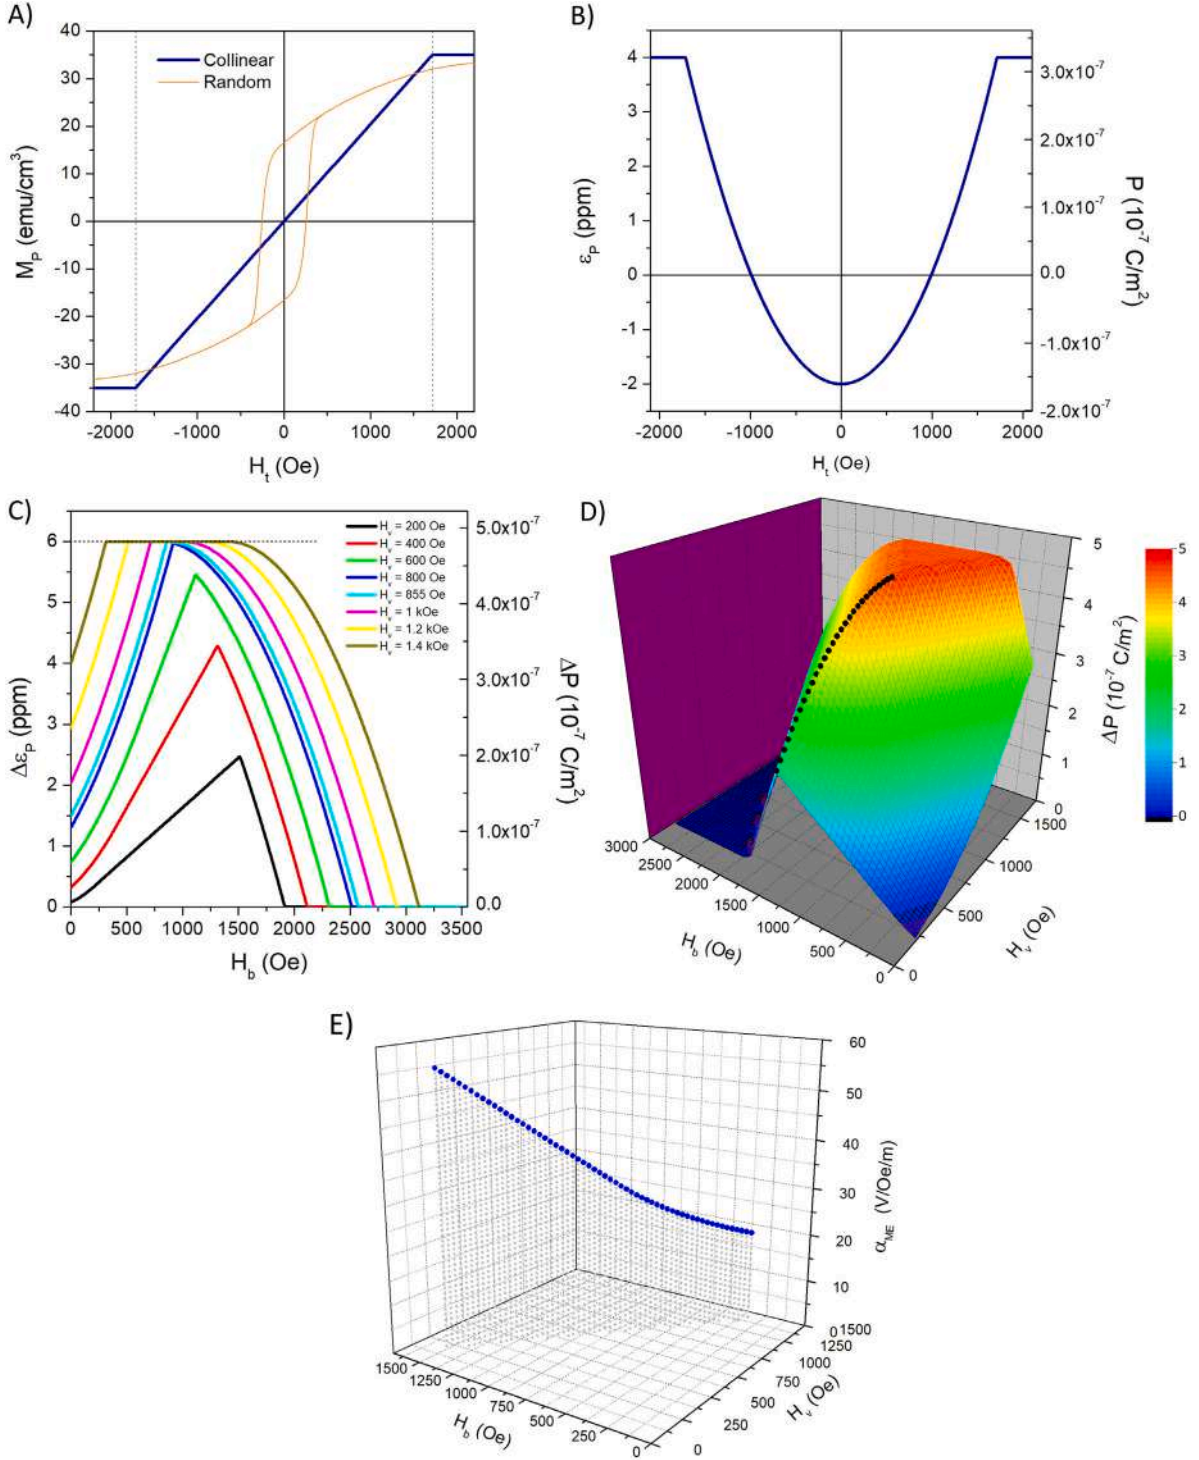 A)
40
30
20
10
0
-10
-20
-30
-40
M_P (emu/cm³)
Collinear
Random
-2000
-1000
0
1000
2000
H_t (Oe)
B)
4
3
2
1
0
-1
-2
ε_P (ppm)
3.0x10⁻⁷
2.0x10⁻⁷
1.0x10⁻⁷
0.0
-1.0x10⁻⁷
-2.0x10⁻⁷
P (10⁻⁷ C/m²)
-2000
-1000
0
1000
2000
H_t (Oe)
C)
6
5
4
3
2
1
0
Δε_P (ppm)
H_v = 200 Oe
H_v = 400 Oe
H_v = 600 Oe
H_v = 800 Oe
H_v = 855 Oe
H_v = 1 kOe
H_v = 1.2 kOe
H_v = 1.4 kOe
5.0x10⁻⁷
4.0x10⁻⁷
3.0x10⁻⁷
2.0x10⁻⁷
1.0x10⁻⁷
0.0
ΔP (10⁻⁷ C/m²)
0
500
1000
1500
2000
2500
3000
3500
H_b (Oe)
D)
5
4
3
2
1
0
ΔP (10⁻⁷ C/m²)
5
4
3
2
1
0
3000
2500
2000
1500
1000
500
0
H_b (Oe)
0
500
1000
1500
H_v (Oe)
E)
60
50
40
30
20
10
0
α_ME (V/Oe/m)
1500
1250
1000
750
500
250
0
H_b (Oe)
0
250
500
750
1000
1250
1500
H_v (Oe)